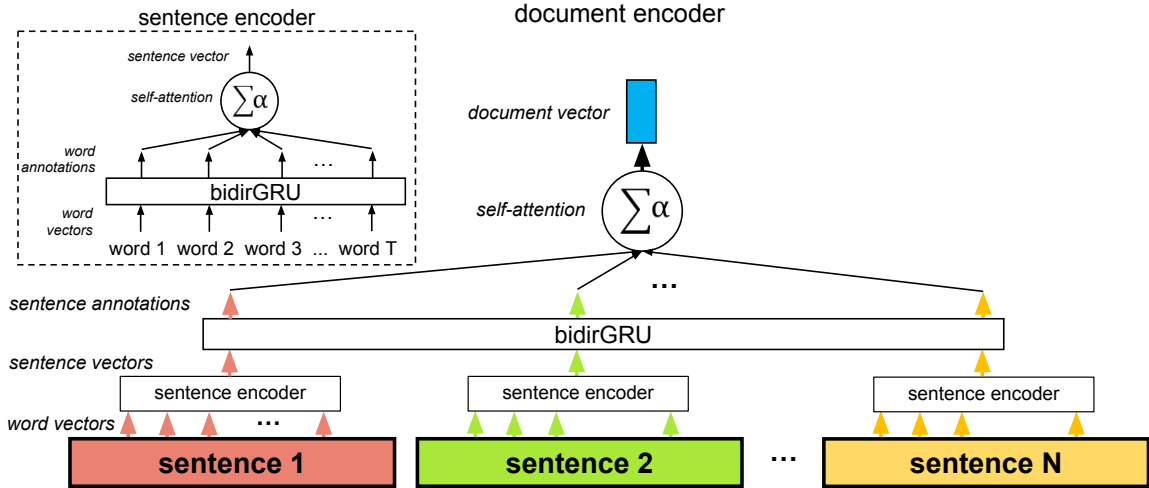 sentence encoder
document encoder
sentence vector
self-attention
∑α
word
annotations
...
bidirGRU
word
vectors
...
word 1 word 2 word 3 ... word T
document vector
self-attention
∑α
sentence annotations
...
bidirGRU
sentence vectors
sentence encoder sentence encoder sentence encoder
word vectors
...
sentence 1 sentence 2 ... sentence N